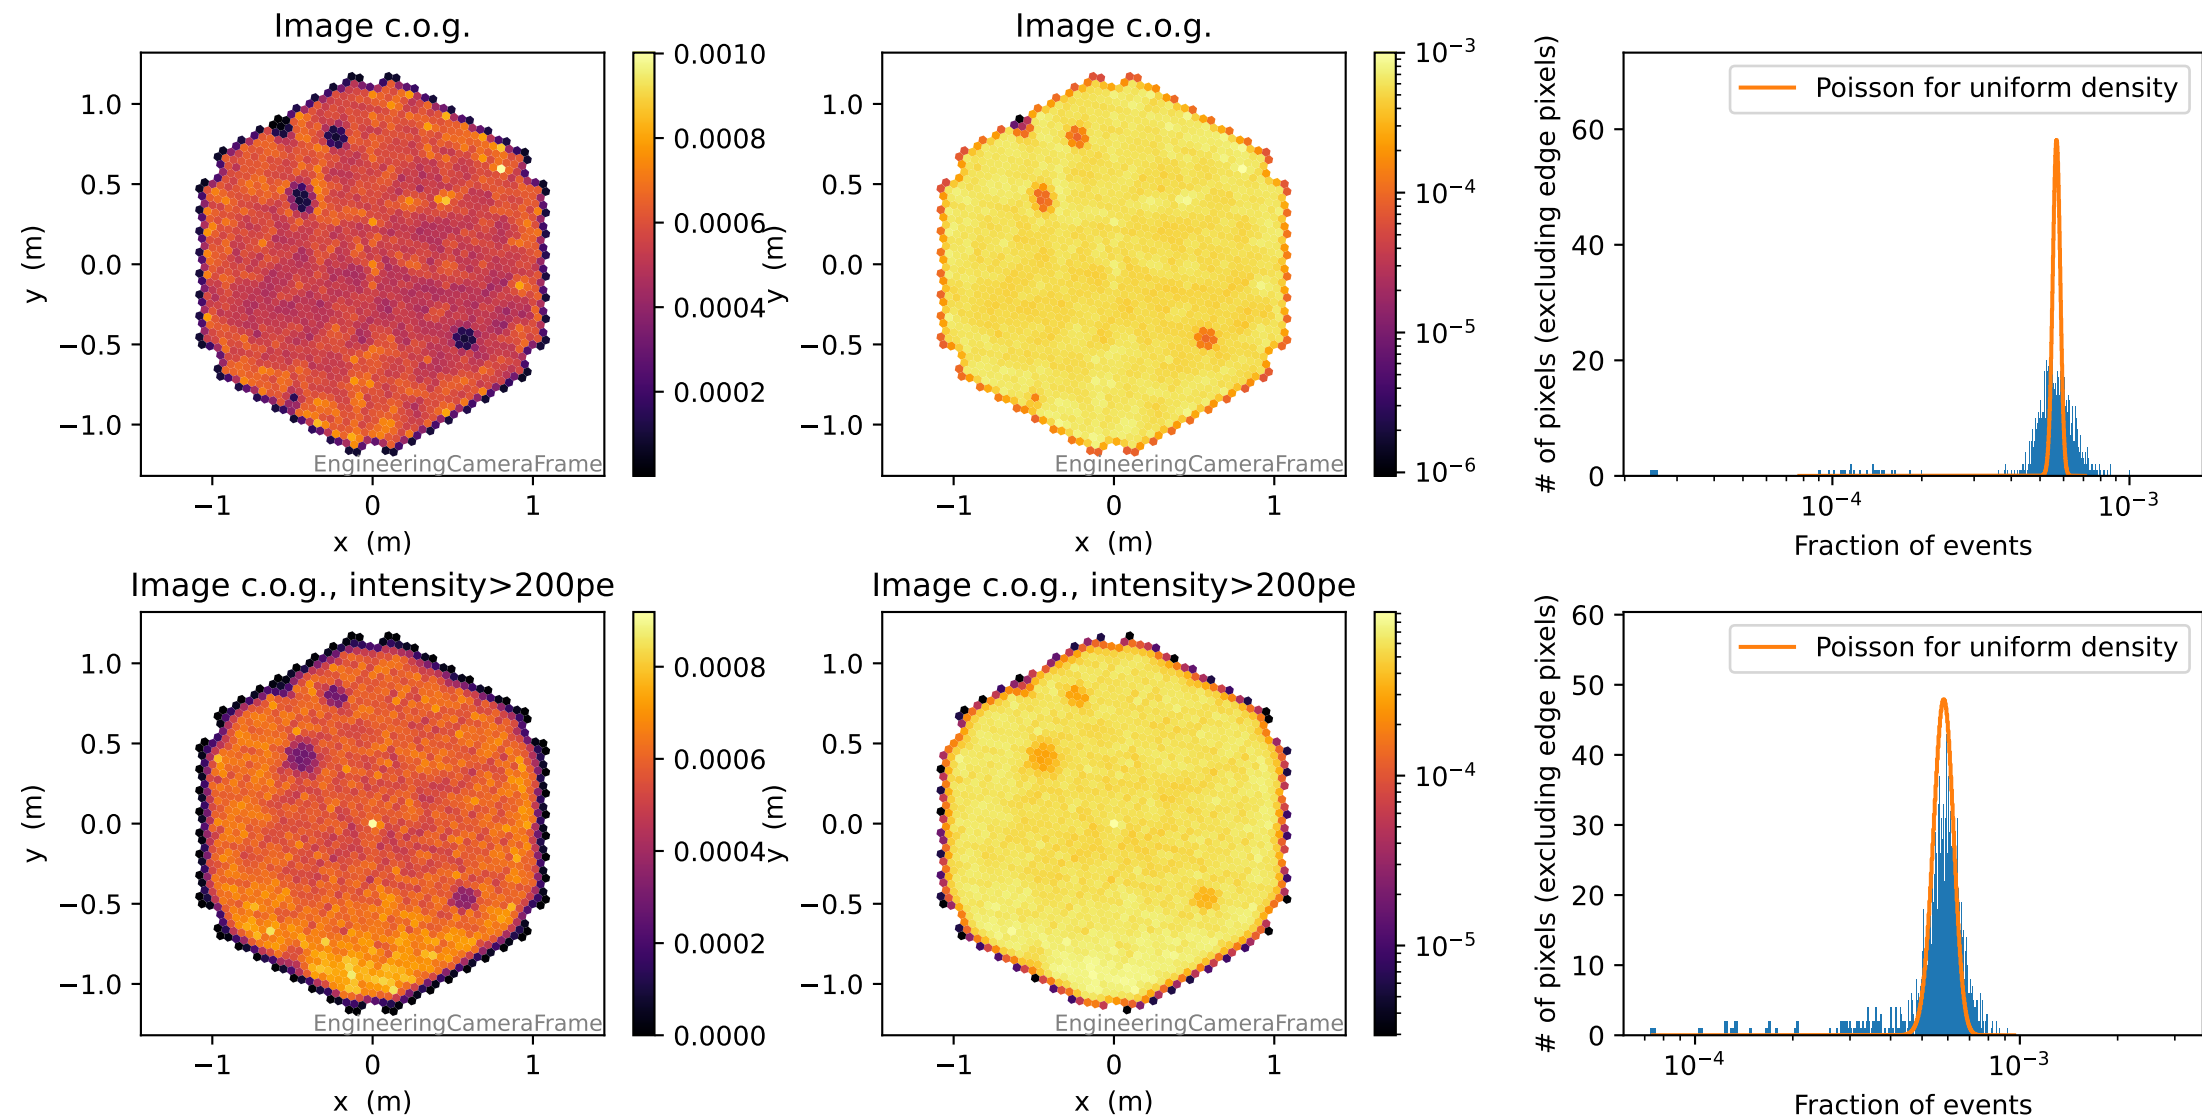 Image c.o.g.
1.0
0.5
0.0
−0.5
−1.0
y (m)
−1
0
1
x (m)
EngineeringCameraFrame
0.0010
0.0008
0.0006
0.0004
0.0002
Image c.o.g.
1.0
0.5
0.0
−0.5
−1.0
y (m)
−1
0
1
x (m)
EngineeringCameraFrame
10⁻³
10⁻⁴
10⁻⁵
10⁻⁶
Poisson for uniform density
60
40
20
0
# of pixels (excluding edge pixels)
10⁻⁴
10⁻³
Fraction of events
Image c.o.g., intensity>200pe
1.0
0.5
0.0
−0.5
−1.0
y (m)
−1
0
1
x (m)
EngineeringCameraFrame
0.0008
0.0006
0.0004
0.0002
0.0000
Image c.o.g., intensity>200pe
1.0
0.5
0.0
−0.5
−1.0
y (m)
−1
0
1
x (m)
EngineeringCameraFrame
10⁻⁴
10⁻⁵
Poisson for uniform density
60
50
40
30
20
10
0
# of pixels (excluding edge pixels)
10⁻⁴
10⁻³
Fraction of events